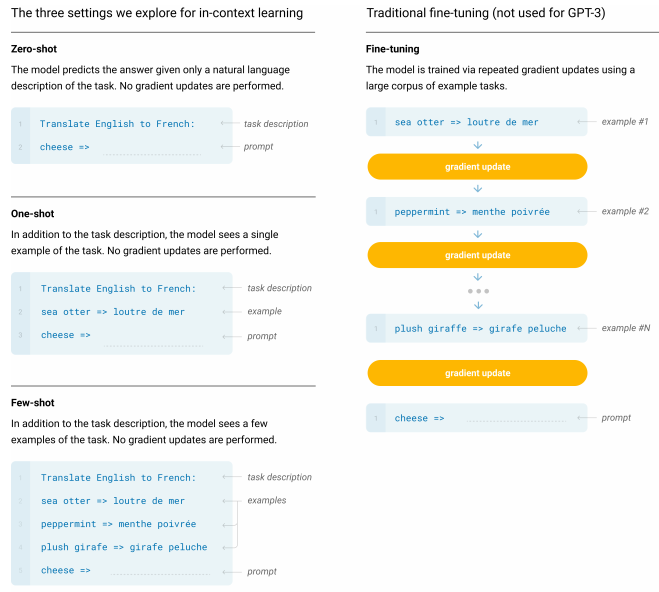 The three settings we explore for in-context learning
Zero-shot
The model predicts the answer given only a natural language
description of the task. No gradient updates are performed.
1 Translate English to French: task description
2 cheese => prompt
One-shot
In addition to the task description, the model sees a single
example of the task. No gradient updates are performed.
1 Translate English to French: task description
2 sea otter => loutre de mer example
3 cheese => prompt
Few-shot
In addition to the task description, the model sees a few
examples of the task. No gradient updates are performed.
1 Translate English to French: task description
2 sea otter => loutre de mer examples
3 peppermint => menthe poivrée
4 plush girafe => girafe peluche
5 cheese => prompt
Traditional fine-tuning (not used for GPT-3)
Fine-tuning
The model is trained via repeated gradient updates using a
large corpus of example tasks.
1 sea otter => loutre de mer example #1
gradient update
1 peppermint => menthe poivrée example #2
gradient update
1 plush giraffe => girafe peluche example #N
gradient update
1 cheese => prompt